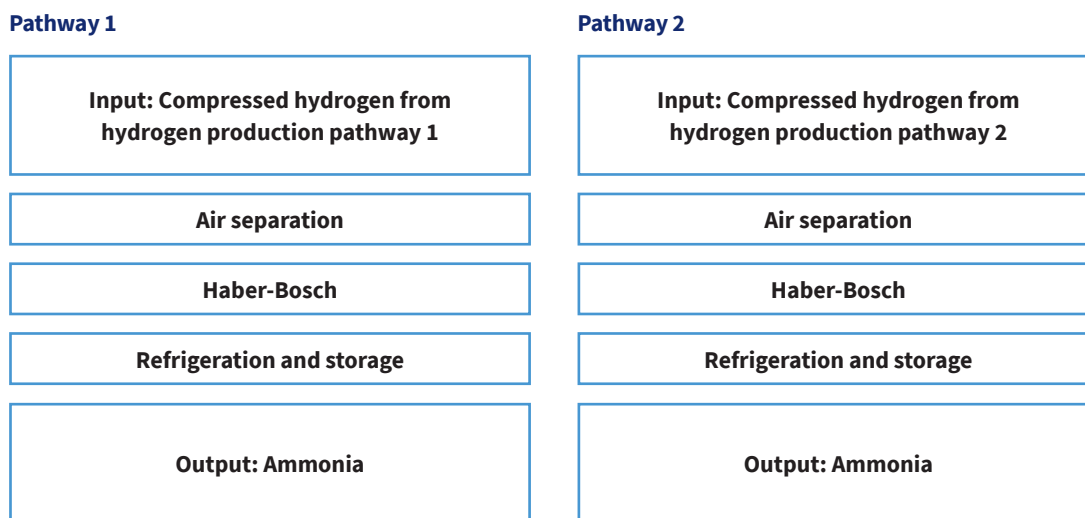 Pathway 1
Input: Compressed hydrogen from
hydrogen production pathway 1
Air separation
Haber-Bosch
Refrigeration and storage
Output: Ammonia
Pathway 2
Input: Compressed hydrogen from
hydrogen production pathway 2
Air separation
Haber-Bosch
Refrigeration and storage
Output: Ammonia